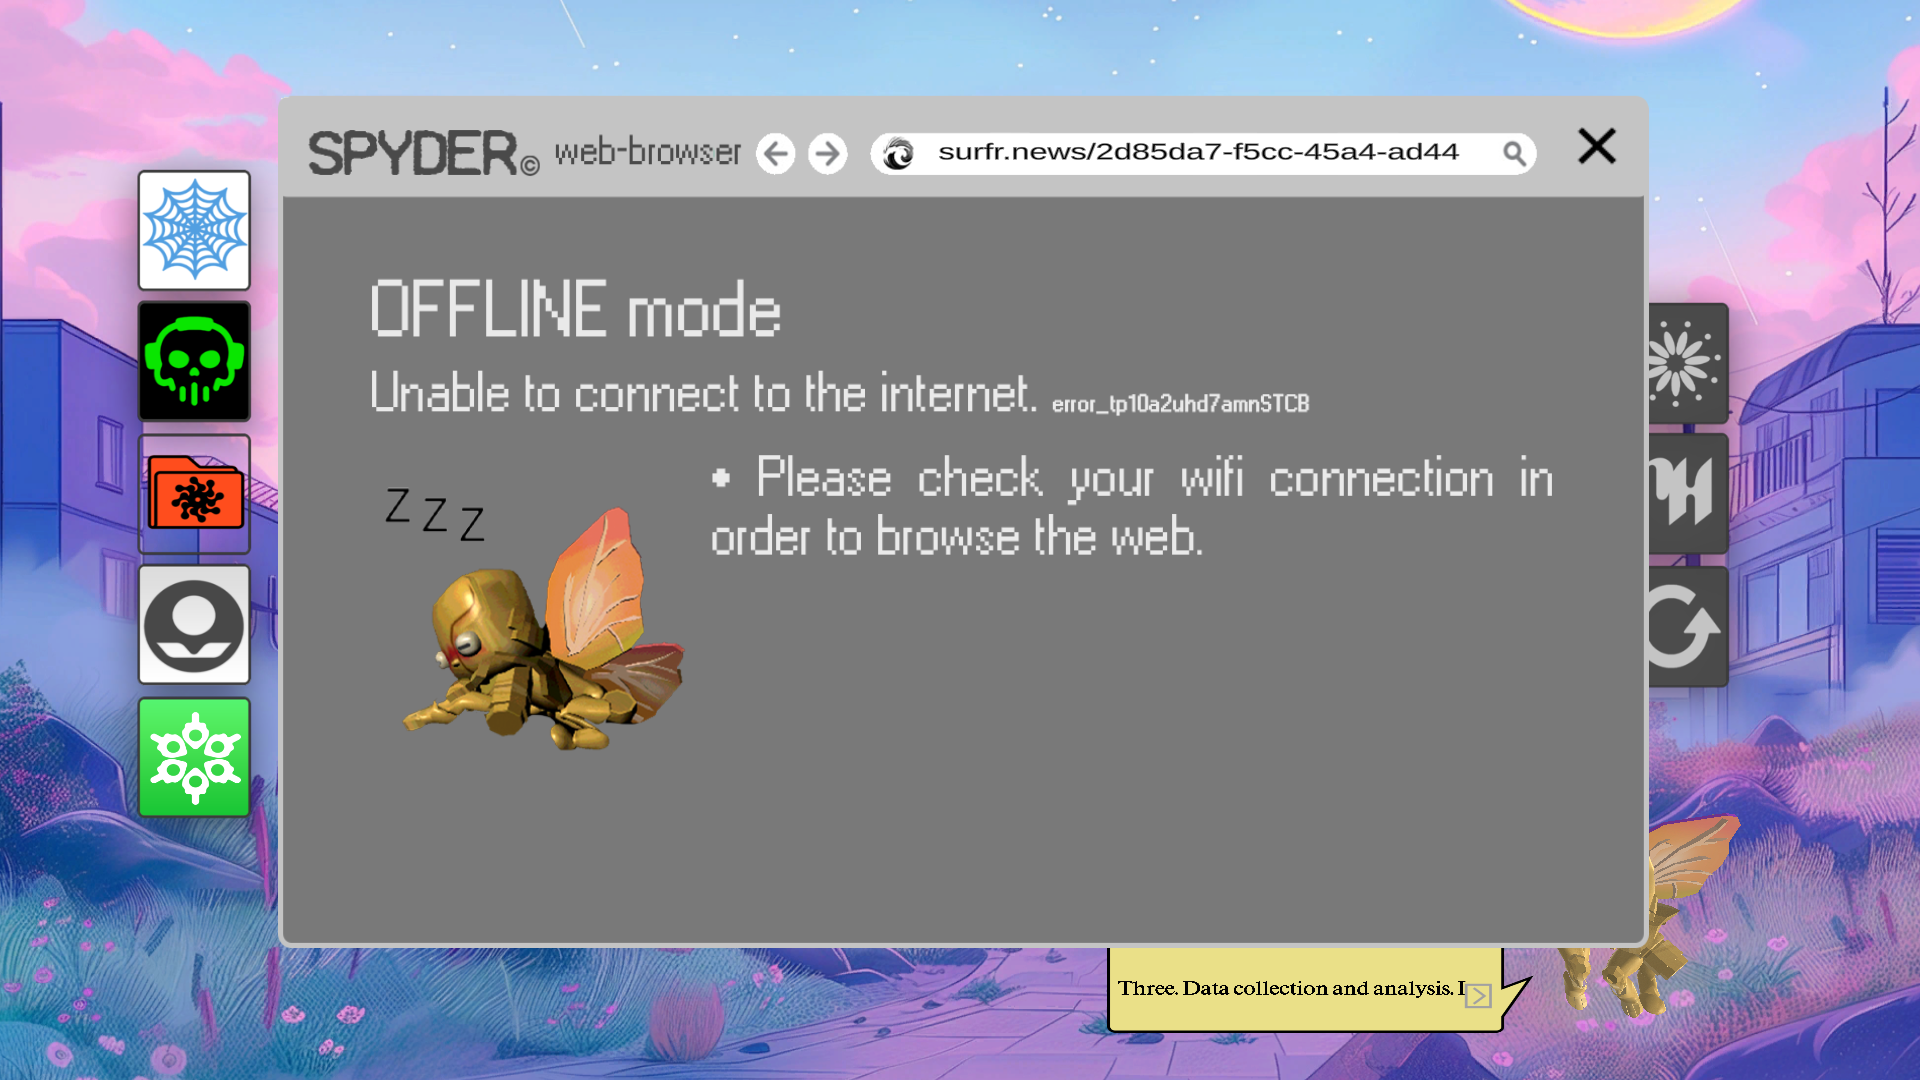 SPYDER© web-browser
surfr.news/2d85da7-f5cc-45a4-ad44
OFFLINE mode
Unable to connect to the internet. error_tp10a2uhd7amnSTCB
Z Z Z
• Please check your wifi connection in
order to browse the web.
Three. Data collection and analysis. I